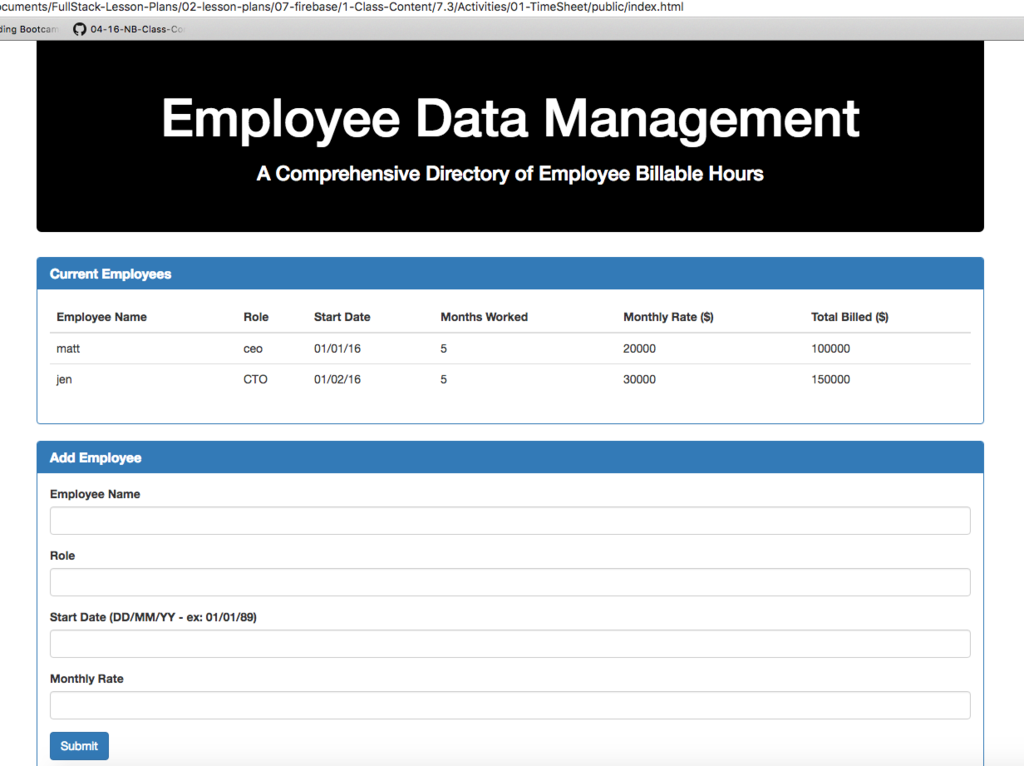 /FullStack-Lesson-Plans/02-lesson-plans/07-firebase/1-Class-Content/7.3/Activities/01-TimeSheet/public/index.html
04-16-NB-Class-
Employee Data Management
A Comprehensive Directory of Employee Billable Hours
Current Employees
Employee Name Role Start Date Months Worked Monthly Rate ($) Total Billed ($)
matt ceo 01/01/16 5 20000 100000
jen CTO 01/02/16 5 30000 150000
Add Employee
Employee Name
Role
Start Date (DD/MM/YY - ex: 01/01/89)
Monthly Rate
Submit